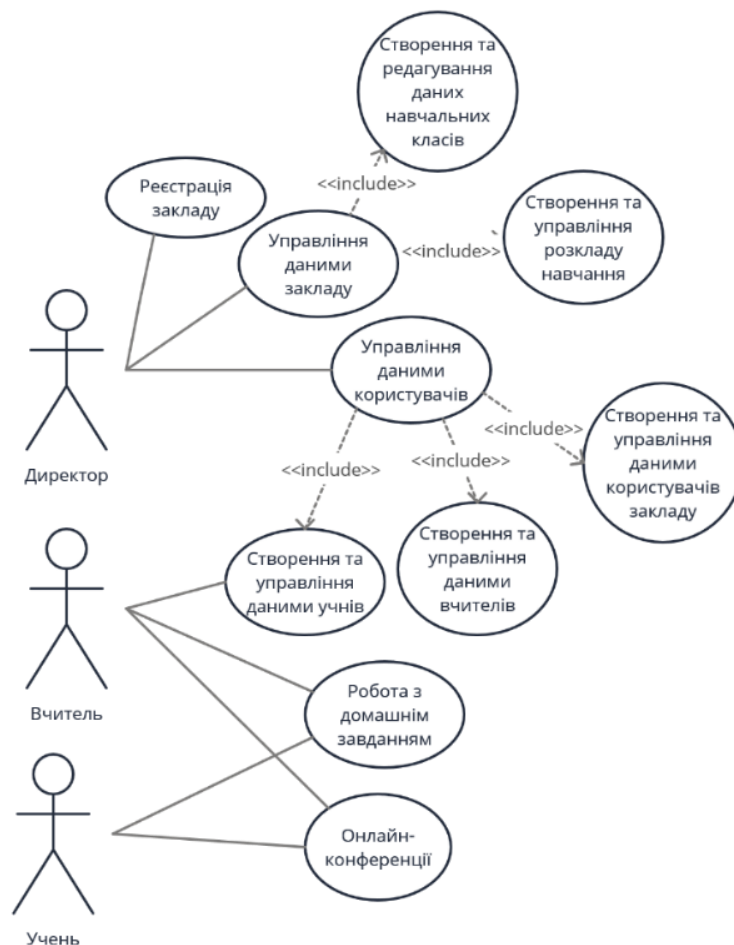 Створення та
редагування
даних
навчальних
класів
<<include>>
Реєстрація
закладу
Створення та
управління
розкладу
навчання
Управління
даними
закладу
<<include>>
Управління
даними
користувачів
Створення та
управління
даними
користувачів
закладу
<<include>>
<<include>>
<<include>>
Директор
Створення та
управління
даними учнів
Створення та
управління
даними
вчителів
Вчитель
Робота з
домашнім
завданням
Онлайн-
конференції
Учень